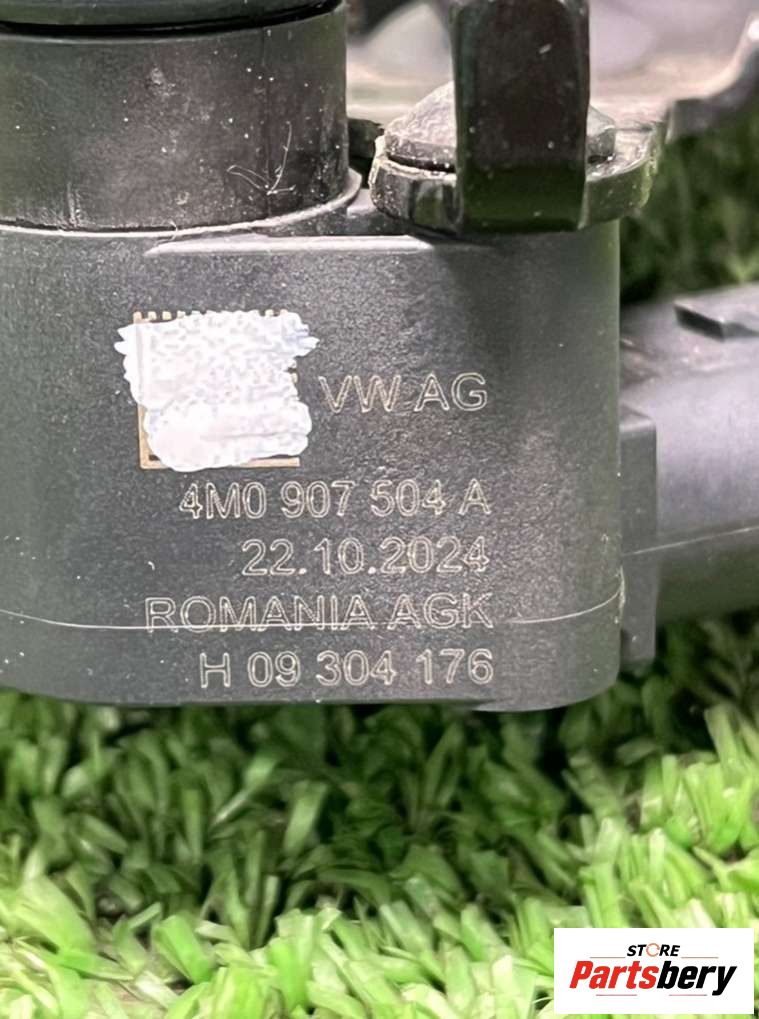 VW AG
4M0 907 504 A
22.10.2024
ROMANIA AGK
H 09 304 176
STORE
Partsbery